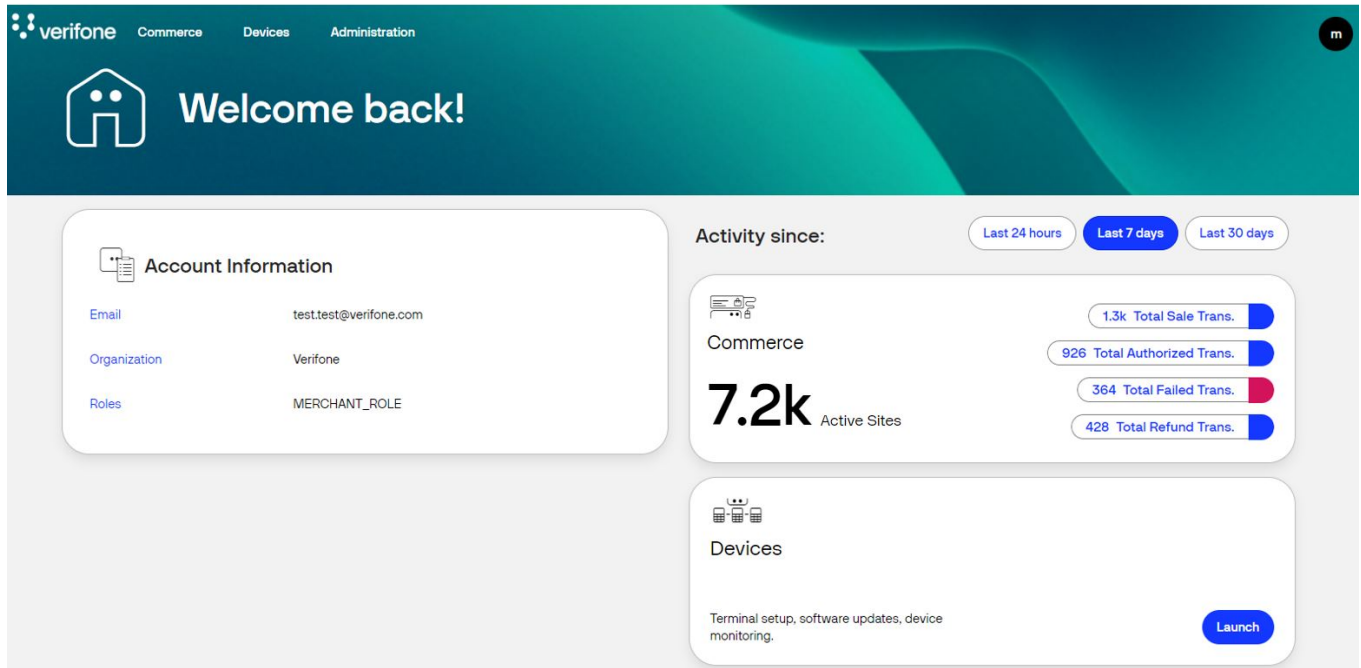 verifone
Commerce
Devices
Administration
m
Welcome back!
Account Information
Email
test.test@verifone.com
Organization
Verifone
Roles
MERCHANT_ROLE
Activity since:
Last 24 hours
Last 7 days
Last 30 days
Commerce
7.2k Active Sites
1.3k Total Sale Trans.
926 Total Authorized Trans.
364 Total Failed Trans.
428 Total Refund Trans.
Devices
Terminal setup, software updates, device
monitoring.
Launch